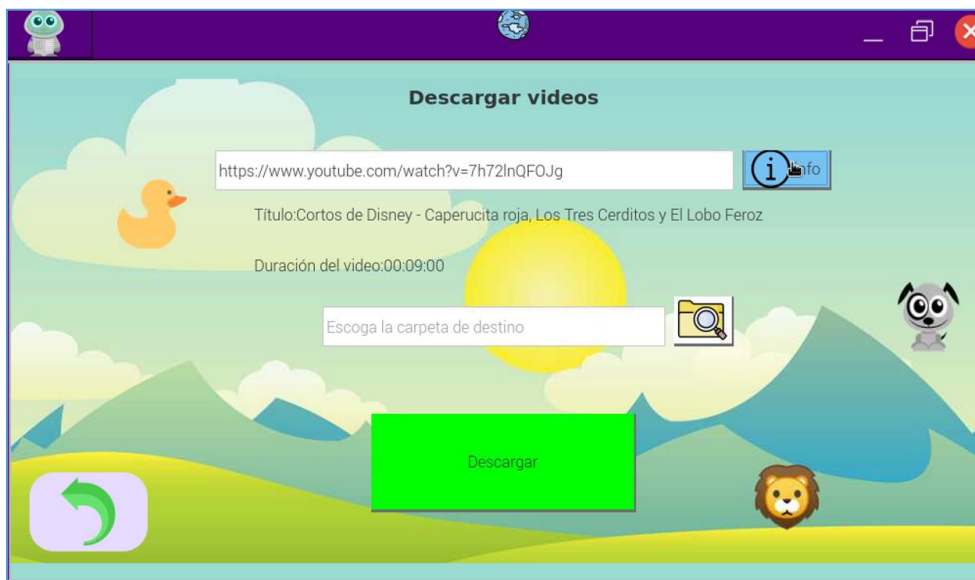 Descargar videos
https://www.youtube.com/watch?v=7h72lnQFOJg
Info
Título:Cortos de Disney - Caperucita roja, Los Tres Cerditos y El Lobo Feroz
Duración del video:00:09:00
Escoga la carpeta de destino
Descargar